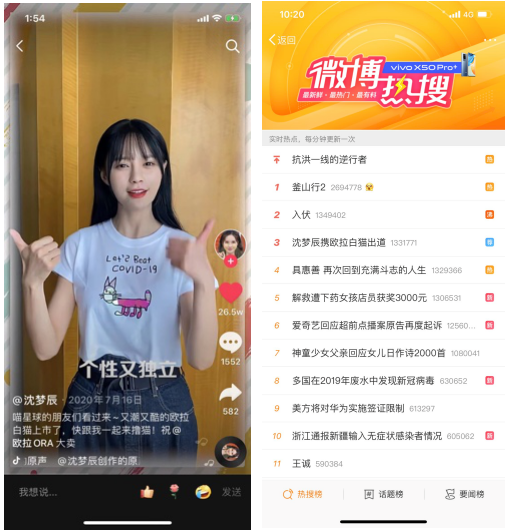 1:54
Let's Beat
COVID-19
个性又独立
26.5w
1552
582
@沈梦辰 · 2020年7月16日
喵星球的朋友们看过来~又潮又酷的欧拉
白猫上市了，快跟我一起来撸猫！祝@
欧拉ORA 大卖
原声 @沈梦辰创作的原
我想说...
发送
10:20
4G
返回
微博
热搜
vivo X50 Pro+
最新鲜·最热门·最有料
实时热点，每分钟更新一次
抗洪一线的逆行者 热
1 釜山行2 2694778 热
2 入伏 1349402 沸
3 沈梦辰携欧拉白猫出道 1331771
4 具惠善 再次回到充满斗志的人生 1329366 热
5 解救遭下药女孩店员获奖3000元 1306531 新
6 爱奇艺回应超前点播案原告再度起诉 12560... 新
7 神童少女父亲回应女儿日作诗2000首 1080041
8 多国在2019年废水中发现新冠病毒 630652 新
9 美方将对华为实施签证限制 613297
10 浙江通报新疆输入无症状感染者情况 605062 新
11 王诚 590384
热搜榜
话题榜
要闻榜